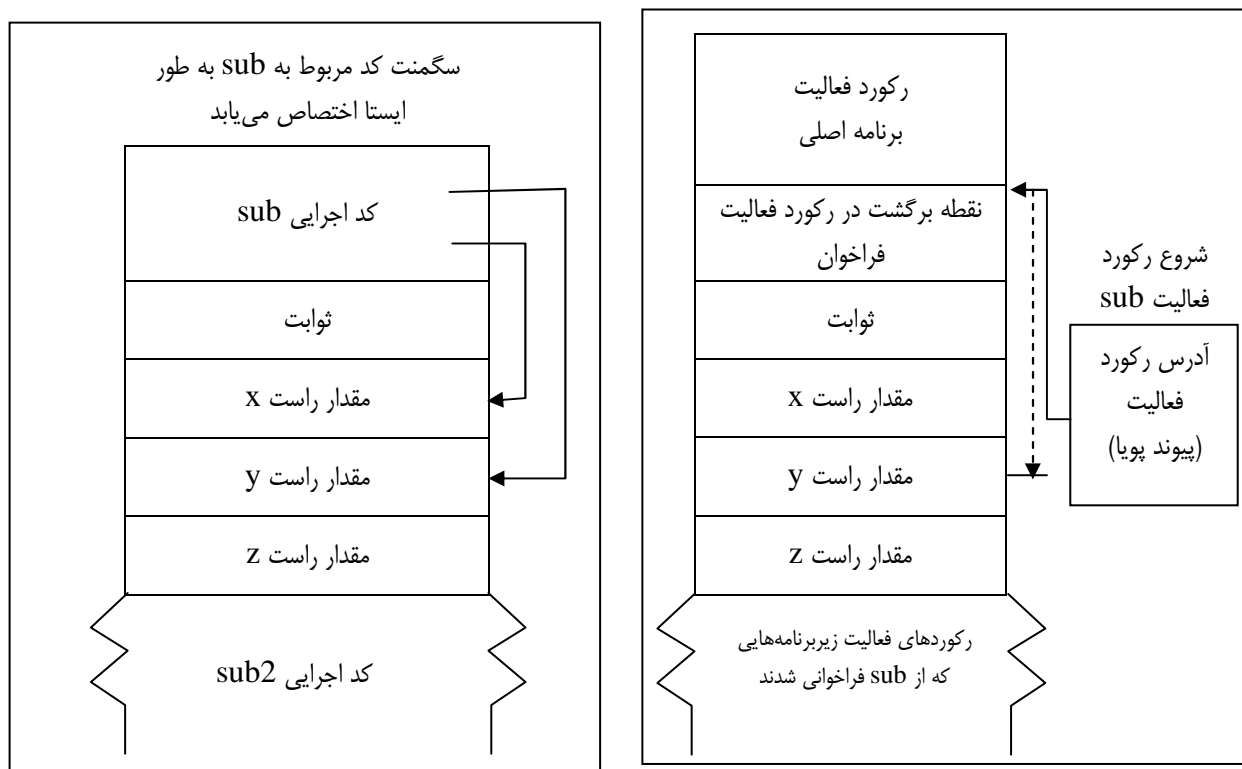 سگمنت کد مربوط به sub به طور
ایستا اختصاص می‌یابد
کد اجرایی sub
ثوابت
مقدار راست x
مقدار راست y
مقدار راست z
کد اجرایی sub2
رکورد فعالیت
برنامه اصلی
نقطه برگشت در رکورد فعالیت
فراخوان
ثوابت
مقدار راست x
مقدار راست y
مقدار راست z
رکوردهای فعالیت زیربرنامه‌هایی
که از sub فراخوانی شدند
شروع رکورد
فعالیت sub
آدرس رکورد
فعالیت
(پیوند پویا)